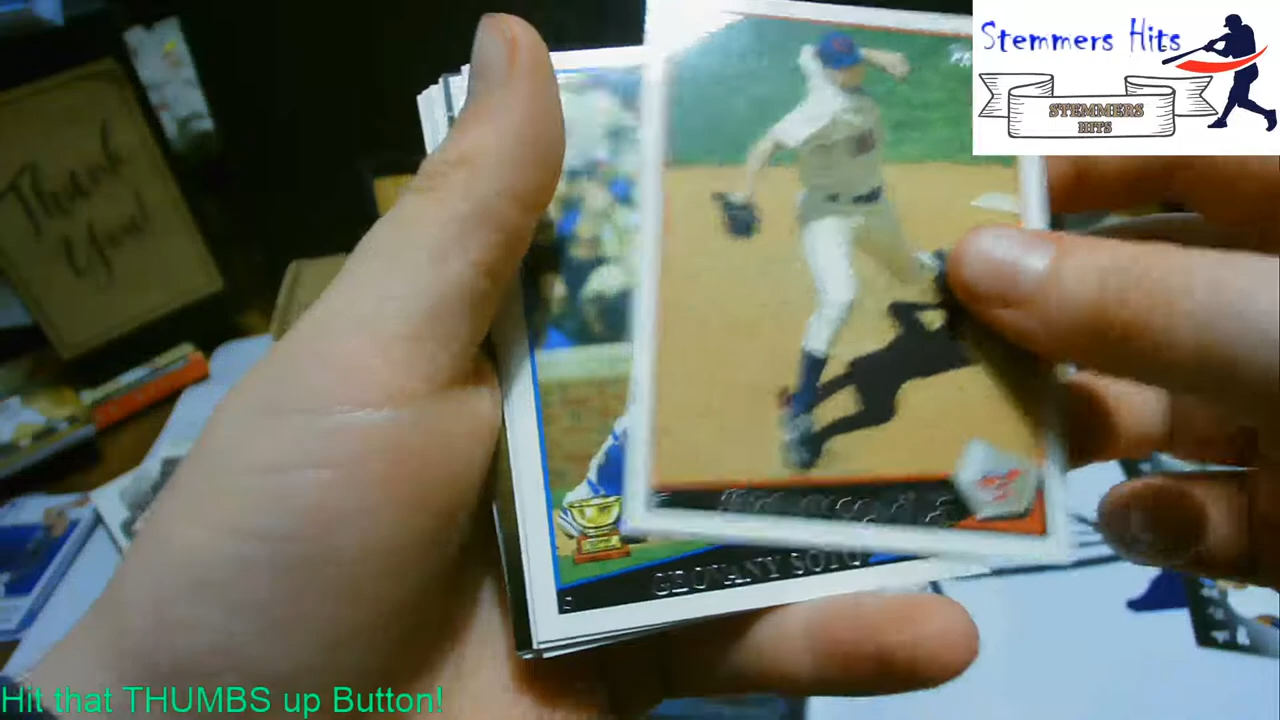 Stemmers Hits
STEMMERS
HITS
Thank
You!
GEOVANY SOTO
Hit that THUMBS up Button!